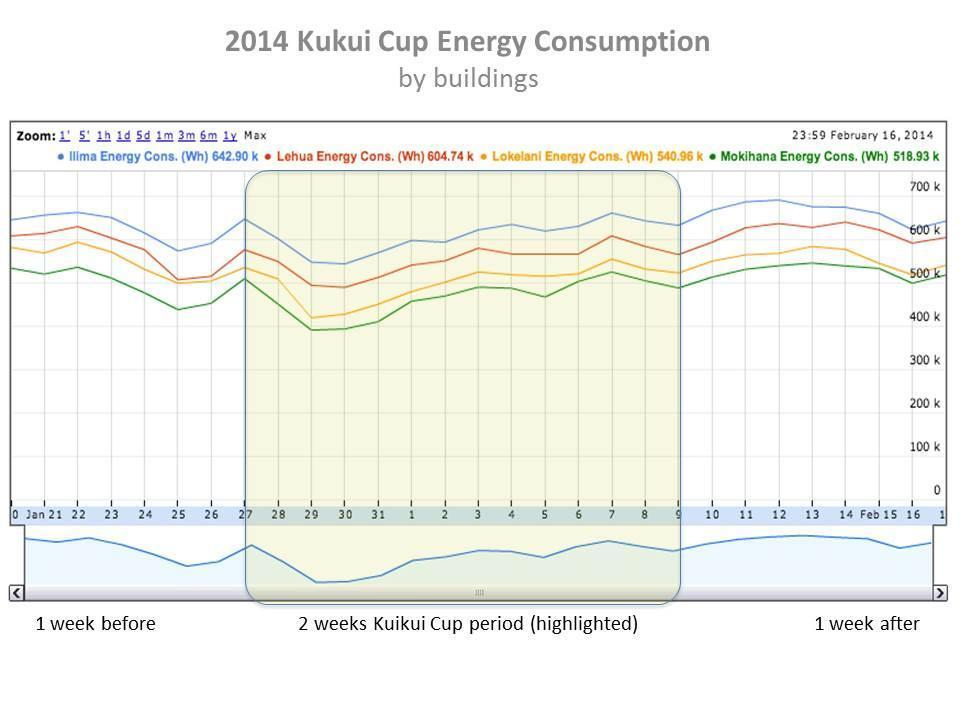 2014 Kukui Cup Energy Consumption
by buildings
Zoom: 1' 5' 1h 1d 5d 1m 3m 6m 1y Max 23:59 February 16, 2014
Ilima Energy Cons. (Wh) 642.90 k Lehua Energy Cons. (Wh) 604.74 k Lokelani Energy Cons. (Wh) 540.96 k Mokihana Energy Cons. (Wh) 518.93 k
700 k
600 k
500 k
400 k
300 k
200 k
100 k
0
0 Jan 21 22 23 24 25 26 27 28 29 30 31 1 2 3 4 5 6 7 8 9 10 11 12 13 14 Feb 15 16 1
1 week before 2 weeks Kuikui Cup period (highlighted) 1 week after